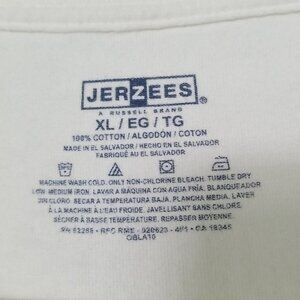 JERZEES ®
A RUSSELL BRAND
XL / EG / TG
100% COTTON / ALGODÓN / COTON
MADE IN EL SALVADOR / HECHO EN EL SALVADOR
FABRIQUÉ AU EL SALVADOR
MACHINE WASH COLD. ONLY NON-CHLORINE BLEACH. TUMBLE DRY
LOW. MEDIUM IRON. LAVAR A MÁQUINA CON AGUA FRÍA. BLANQUEADOR
SIN CLORO. SECAR A TEMPERATURA BAJA. PLANCHA MEDIA. LAVER
À LA MACHINE À L'EAU FROIDE. JAVELLISANT SANS CHLORE.
SÉCHER À BASSE TEMPERATURE. REPASSER MOYENNE.